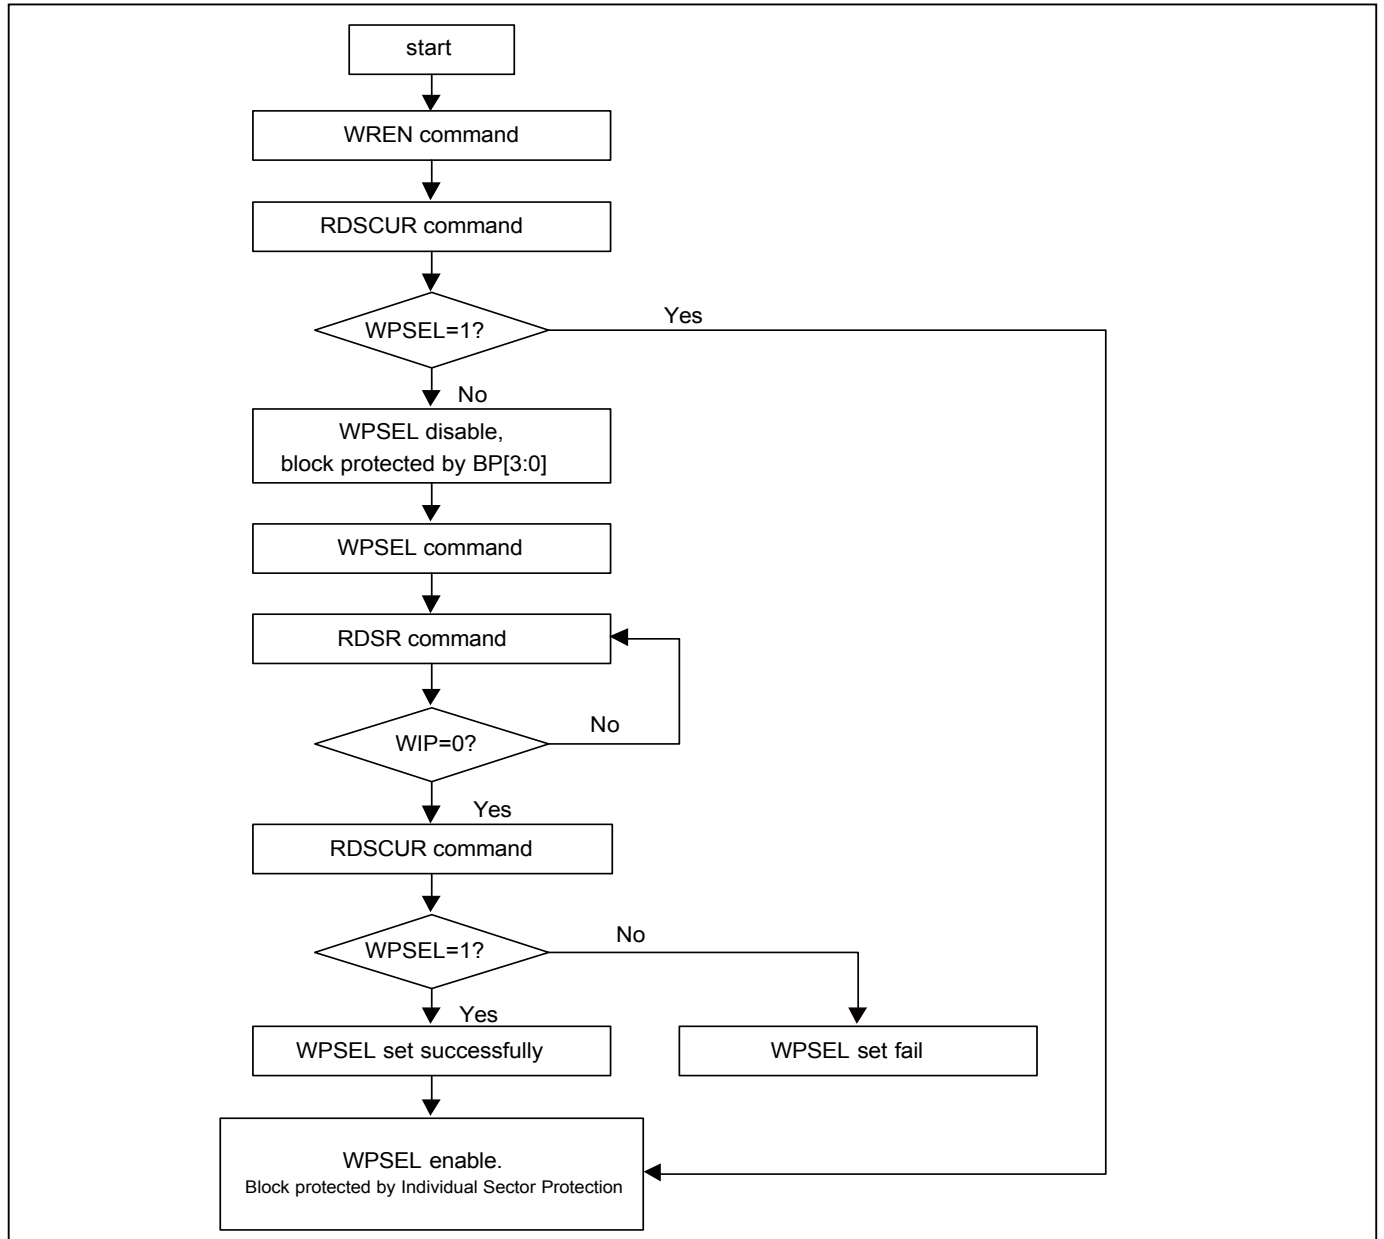 start
WREN command
RDSCUR command
WPSEL=1?
Yes
No
WPSEL disable,
block protected by BP[3:0]
WPSEL command
RDSR command
WIP=0?
No
Yes
RDSCUR command
WPSEL=1?
No
Yes
WPSEL set successfully
WPSEL set fail
WPSEL enable.
Block protected by Individual Sector Protection